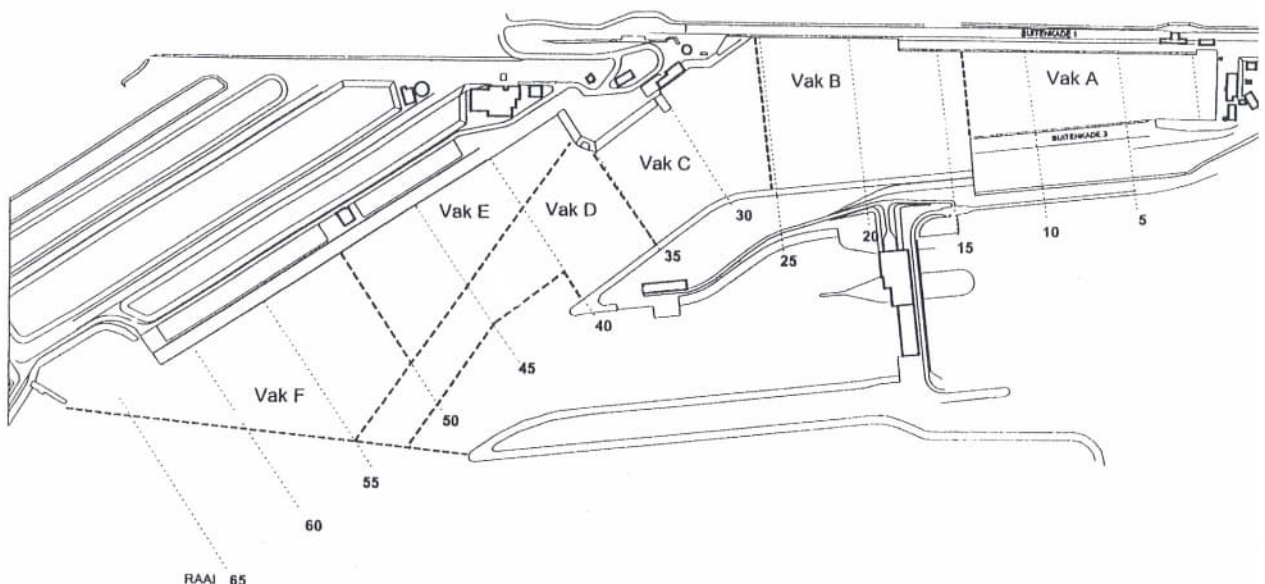 BUITENKADE 1
Vak B
Vak A
BUITENKADE 3
Vak C
Vak E
Vak D
30
5
10
15
20
35
25
40
45
Vak F
50
55
60
RAAI 65